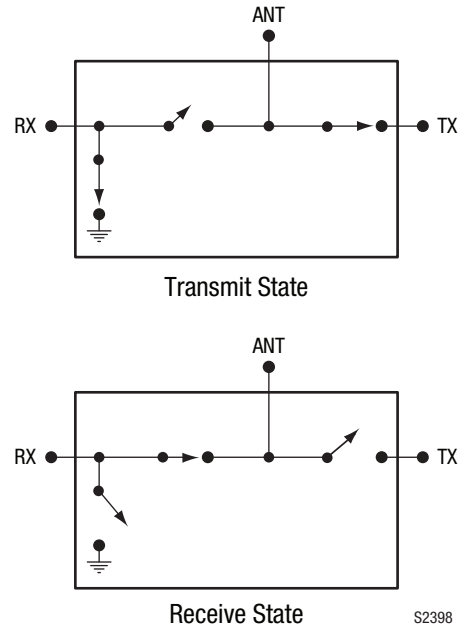 ANT
RX
TX
Transmit State
ANT
RX
TX
Receive State
S2398